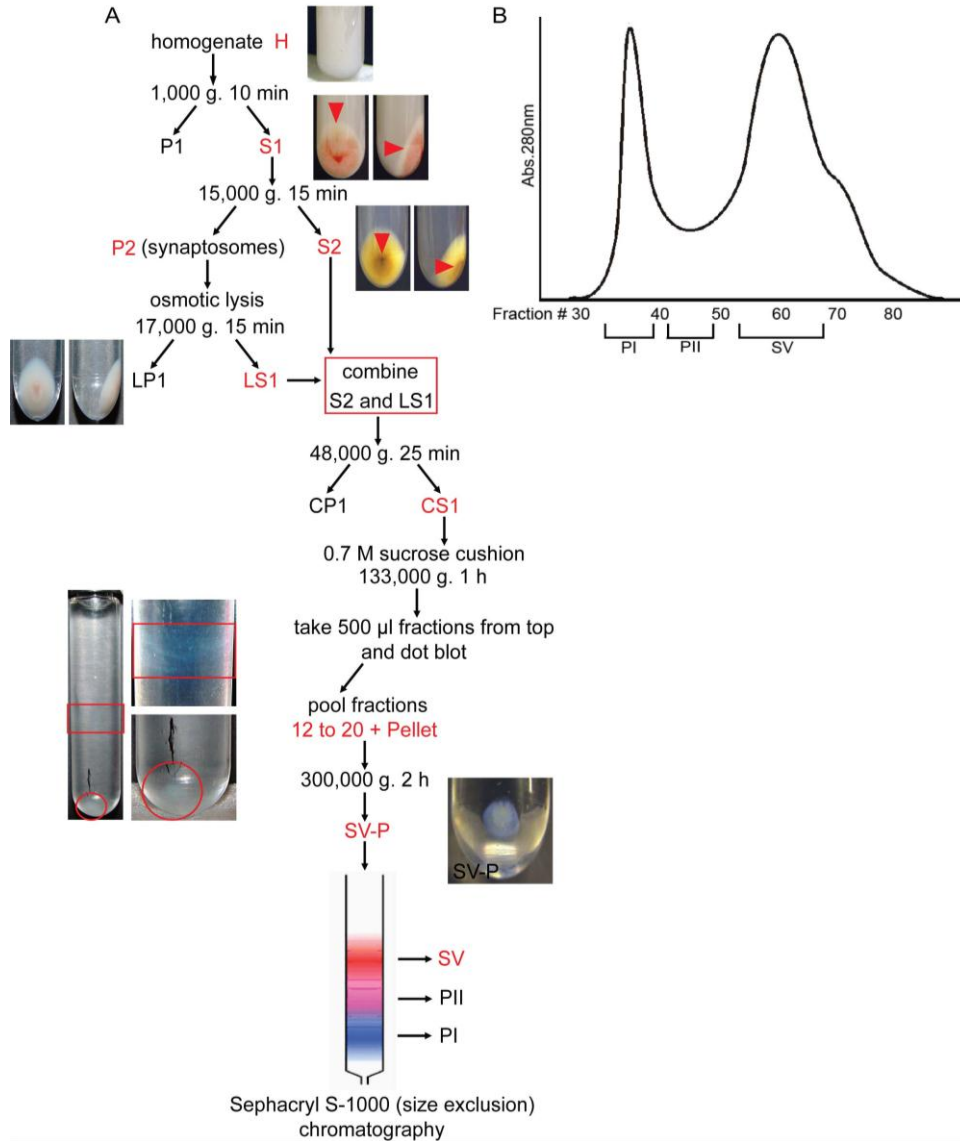 A
homogenate H
1,000 g. 10 min
P1
S1
15,000 g. 15 min
P2 (synaptosomes)
S2
osmotic lysis
17,000 g. 15 min
LP1
LS1
combine
S2 and LS1
48,000 g. 25 min
CP1
CS1
0.7 M sucrose cushion
133,000 g. 1 h
take 500 µl fractions from top
and dot blot
pool fractions
12 to 20 + Pellet
300,000 g. 2 h
SV-P
SV-P
SV
PII
PI
Sephacryl S-1000 (size exclusion)
chromatography
B
Abs.280nm
Fraction # 30 40 50 60 70 80
PI PII SV